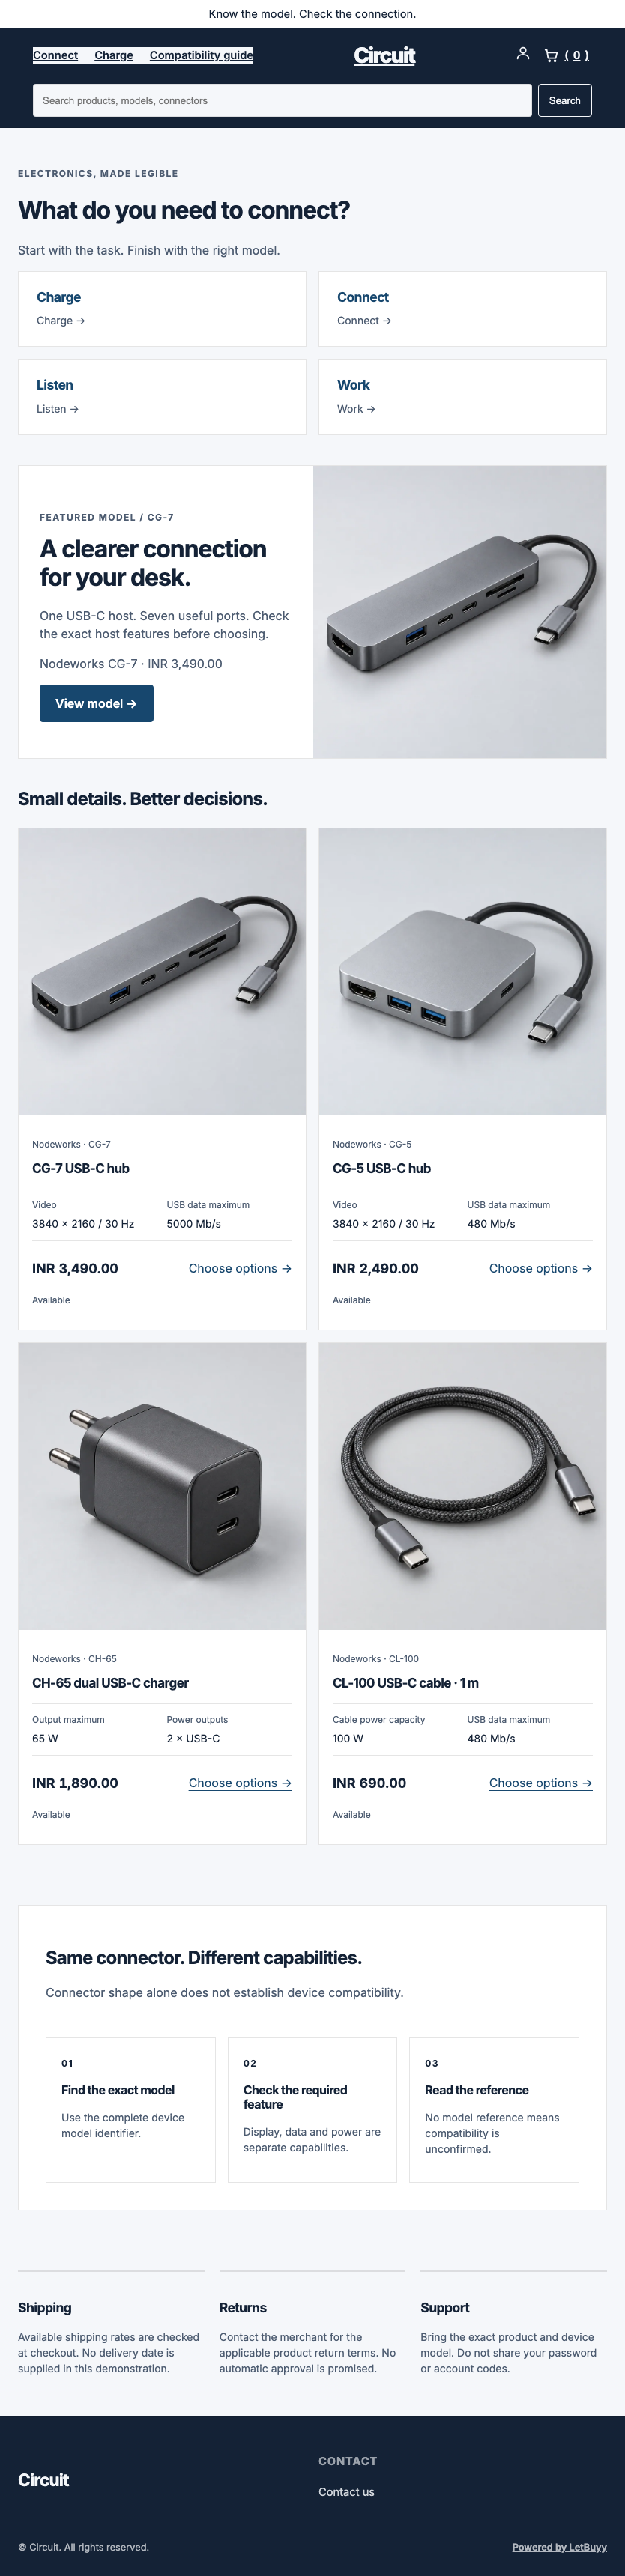 Know the model. Check the connection.
Connect Charge Compatibility guide Circuit ( 0 )
Search products, models, connectors Search
ELECTRONICS, MADE LEGIBLE
What do you need to connect?
Start with the task. Finish with the right model.
Charge
Charge →
Connect
Connect →
Listen
Listen →
Work
Work →
FEATURED MODEL / CG-7
A clearer connection
for your desk.
One USB-C host. Seven useful ports. Check
the exact host features before choosing.
Nodeworks CG-7 · INR 3,490.00
View model →
Small details. Better decisions.
Nodeworks · CG-7
CG-7 USB-C hub
Video USB data maximum
3840 × 2160 / 30 Hz 5000 Mb/s
INR 3,490.00 Choose options →
Available
Nodeworks · CG-5
CG-5 USB-C hub
Video USB data maximum
3840 × 2160 / 30 Hz 480 Mb/s
INR 2,490.00 Choose options →
Available
Nodeworks · CH-65
CH-65 dual USB-C charger
Output maximum Power outputs
65 W 2 × USB-C
INR 1,890.00 Choose options →
Available
Nodeworks · CL-100
CL-100 USB-C cable · 1 m
Cable power capacity USB data maximum
100 W 480 Mb/s
INR 690.00 Choose options →
Available
Same connector. Different capabilities.
Connector shape alone does not establish device compatibility.
01
Find the exact model
Use the complete device
model identifier.
02
Check the required
feature
Display, data and power are
separate capabilities.
03
Read the reference
No model reference means
compatibility is
unconfirmed.
Shipping
Available shipping rates are checked
at checkout. No delivery date is
supplied in this demonstration.
Returns
Contact the merchant for the
applicable product return terms. No
automatic approval is promised.
Support
Bring the exact product and device
model. Do not share your password
or account codes.
Circuit
CONTACT
Contact us
© Circuit. All rights reserved.
Powered by LetBuyy